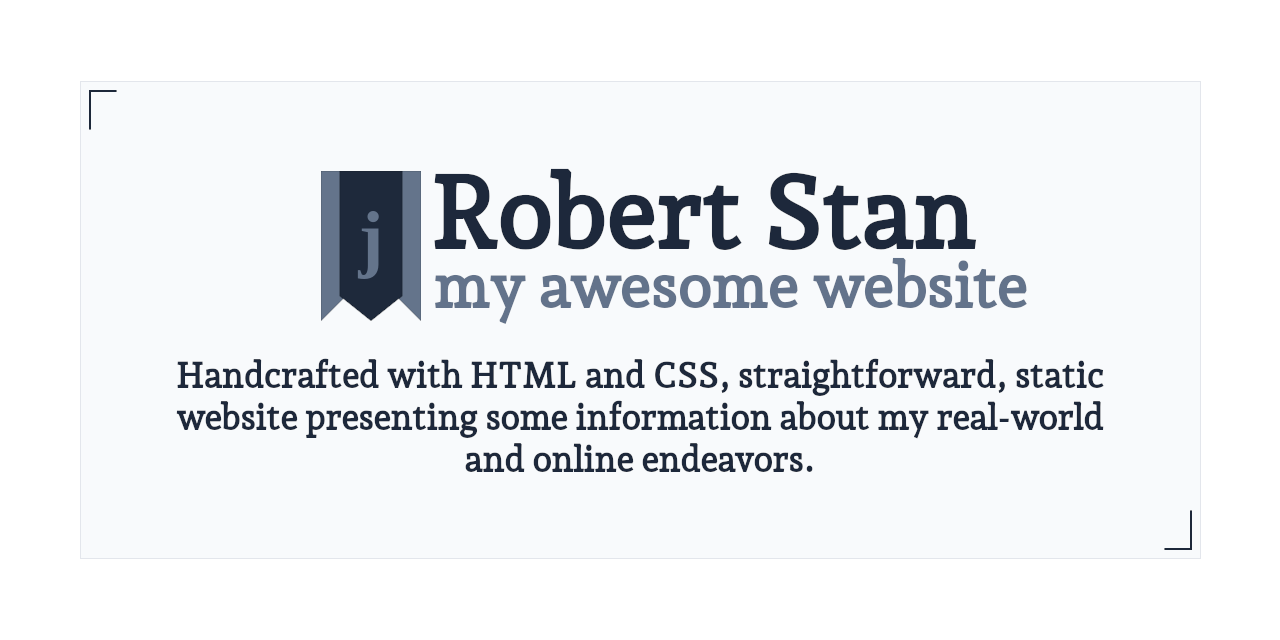 j
Robert Stan
my awesome website
Handcrafted with HTML and CSS, straightforward, static
website presenting some information about my real-world
and online endeavors.